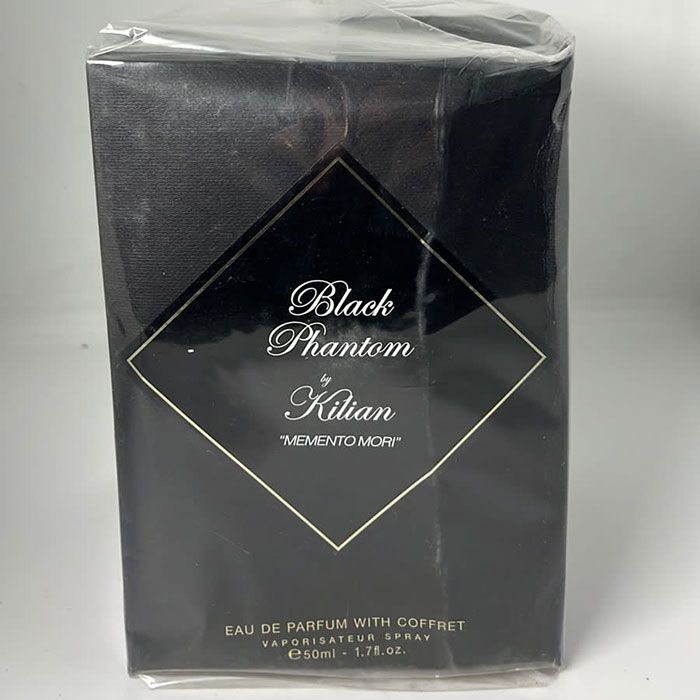 Black
Phantom
by
Kilian
"MEMENTO MORI"
EAU DE PARFUM WITH COFFRET
VAPORISATEUR SPRAY
℮50ml - 1.7fl.oz.